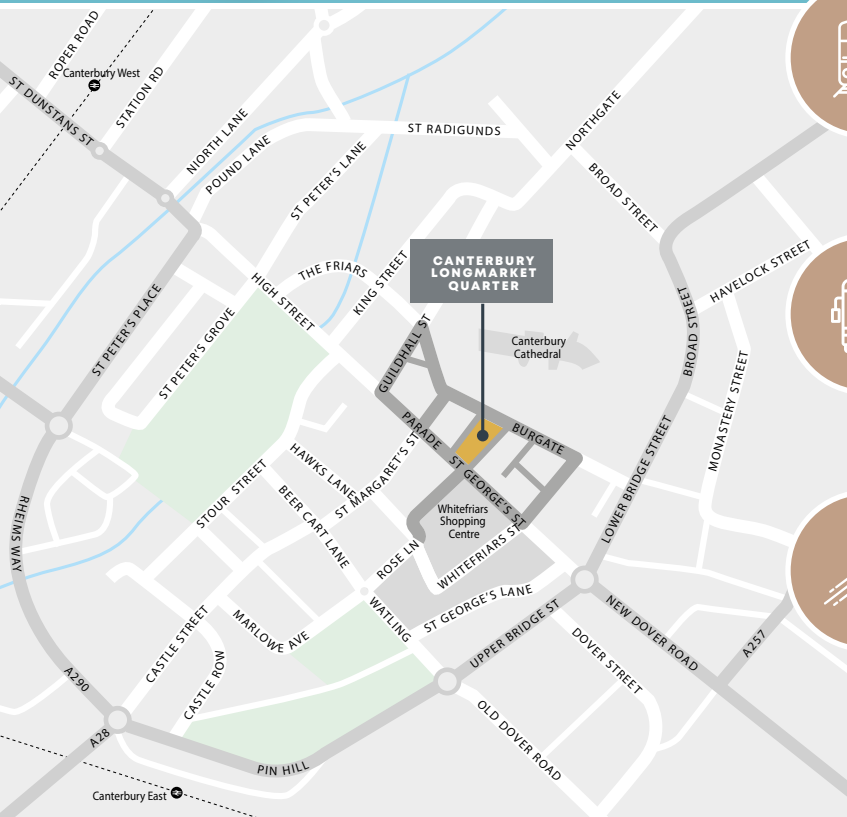 ROPER ROAD
Canterbury West
STATION RD
ST DUNSTANS ST
NIORTH LANE
POUND LANE
ST RADIGUNDS
NORTHGATE
ST PETER'S LANE
BROAD STREET
THE FRIARS
KING STREET
CANTERBURY
LONGMARKET
QUARTER
HAVELOCK STREET
HIGH STREET
ST PETER'S PLACE
ST PETER'S GROVE
GUILDHALL ST
Canterbury
Cathedral
BROAD STREET
MONASTERY STREET
PARADE
BURGATE
ST GEORGE'S ST
ST MARGARET'S ST
HAWKS LANE
STOUR STREET
BEER CART LANE
Whitefriars
Shopping
Centre
LOWER BRIDGE STREET
RHEIMS WAY
ROSE LN
WHITEFRIARS ST
ST GEORGE'S LANE
WATLING
MARLOWE AVE
CASTLE STREET
CASTLE ROW
UPPER BRIDGE ST
NEW DOVER ROAD
DOVER STREET
A257
A290
A28
OLD DOVER ROAD
PIN HILL
Canterbury East